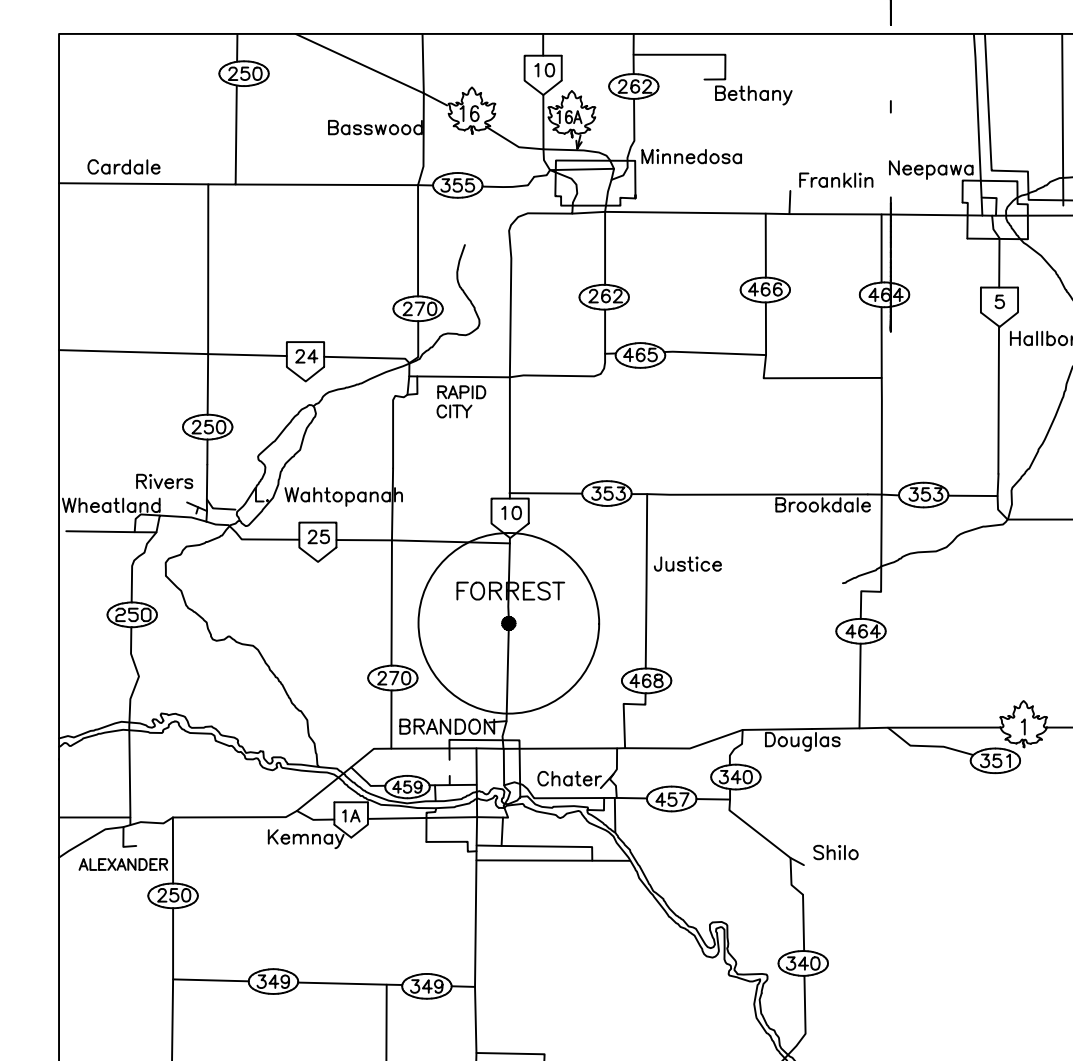 10
250
262
Bethany
16
16A
Basswood
Minnedosa
Cardale
Neepawa
Franklin
355
466
464
262
5
270
Hallbor
24
465
RAPID
CITY
250
Rivers
L. Wahtopanah
353
353
Wheatland
Brookdale
10
25
Justice
FORREST
250
464
270
468
BRANDON
1
Douglas
351
Chater
340
459
457
1A
Kemnay
Shilo
ALEXANDER
250
340
349
349